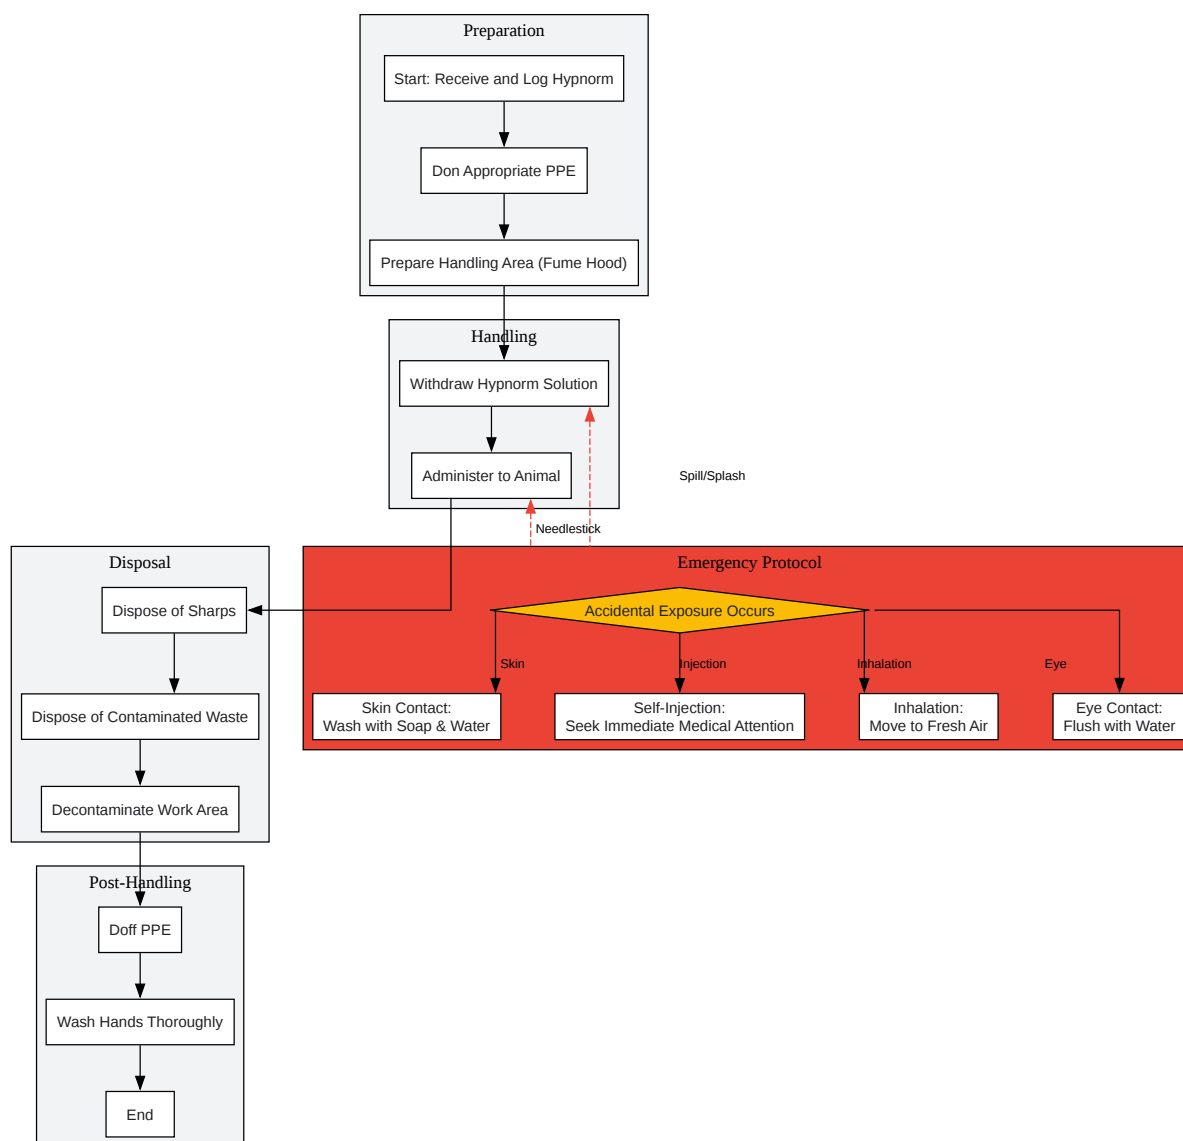 Preparation
Start: Receive and Log Hypnorm
Don Appropriate PPE
Prepare Handling Area (Fume Hood)
Handling
Withdraw Hypnorm Solution
Administer to Animal
Spill/Splash
Needlestick
Disposal
Dispose of Sharps
Dispose of Contaminated Waste
Decontaminate Work Area
Emergency Protocol
Accidental Exposure Occurs
Skin
Injection
Inhalation
Eye
Skin Contact:
Wash with Soap & Water
Self-Injection:
Seek Immediate Medical Attention
Inhalation:
Move to Fresh Air
Eye Contact:
Flush with Water
Post-Handling
Doff PPE
Wash Hands Thoroughly
End